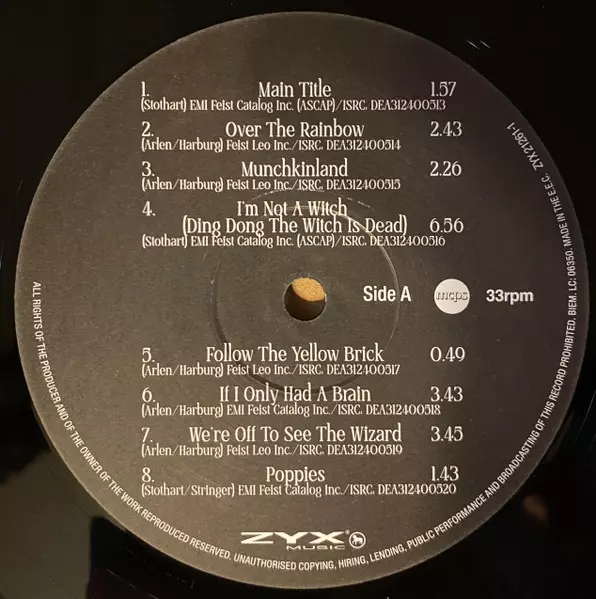 1. Main Title 1.57
(Stothart) EMI Feist Catalog Inc. (ASCAP)/ISRC. DEA312400513
2. Over The Rainbow 2.43
(Arlen/Harburg) Feist Leo Inc./ISRC. DEA312400514
3. Munchkinland 2.26
(Arlen/Harburg) Feist Leo Inc./ISRC. DEA312400515
4. I'm Not A Witch
(Ding Dong The Witch Is Dead) 6.56
(Stothart) EMI Feist Catalog Inc. (ASCAP)/ISRC. DEA312400516
Side A mcps 33rpm
5. Follow The Yellow Brick 0.49
(Arlen/Harburg) Feist Leo Inc./ISRC. DEA312400517
6. If I Only Had A Brain 3.43
(Arlen/Harburg) EMI Feist Catalog Inc./ISRC. DEA312400518
7. We're Off To See The Wizard 3.45
(Arlen/Harburg) Feist Leo Inc./ISRC. DEA312400519
8. Poppies 1.43
(Stothart/Stringer) EMI Feist Catalog Inc./ISRC. DEA312400520
ZYX®
MUSIC
ALL RIGHTS OF THE PRODUCER AND OF THE OWNER OF THE WORK REPRODUCED RESERVED. UNAUTHORISED COPYING, HIRING, LENDING, PUBLIC PERFORMANCE AND BROADCASTING OF THIS RECORD PROHIBITED. BIEM. LC: 06350. MADE IN THE E.E.C. ZYX 21261-1